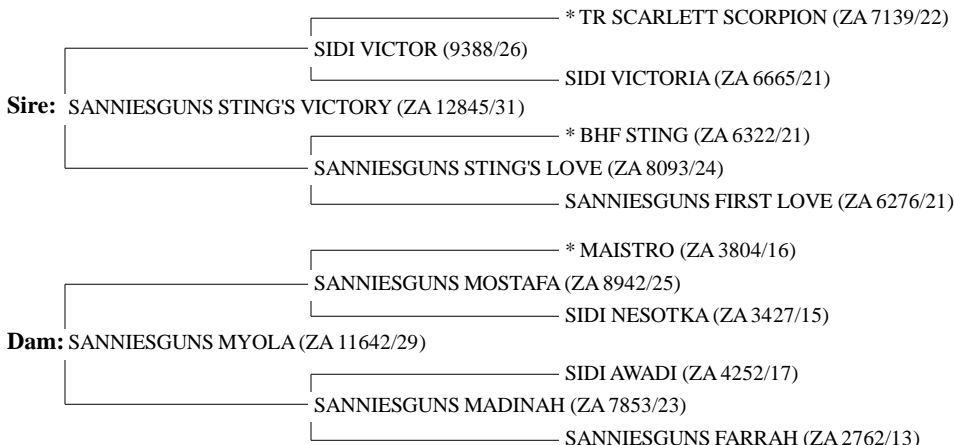 * TR SCARLETT SCORPION (ZA 7139/22)
SIDI VICTOR (9388/26)
SIDI VICTORIA (ZA 6665/21)
Sire: SANNIESGUNS STING'S VICTORY (ZA 12845/31)
* BHF STING (ZA 6322/21)
SANNIESGUNS STING'S LOVE (ZA 8093/24)
SANNIESGUNS FIRST LOVE (ZA 6276/21)
* MAISTRO (ZA 3804/16)
SANNIESGUNS MOSTAFA (ZA 8942/25)
SIDI NESOTKA (ZA 3427/15)
Dam: SANNIESGUNS MYOLA (ZA 11642/29)
SIDI AWADI (ZA 4252/17)
SANNIESGUNS MADINAH (ZA 7853/23)
SANNIESGUNS FARRAH (ZA 2762/13)